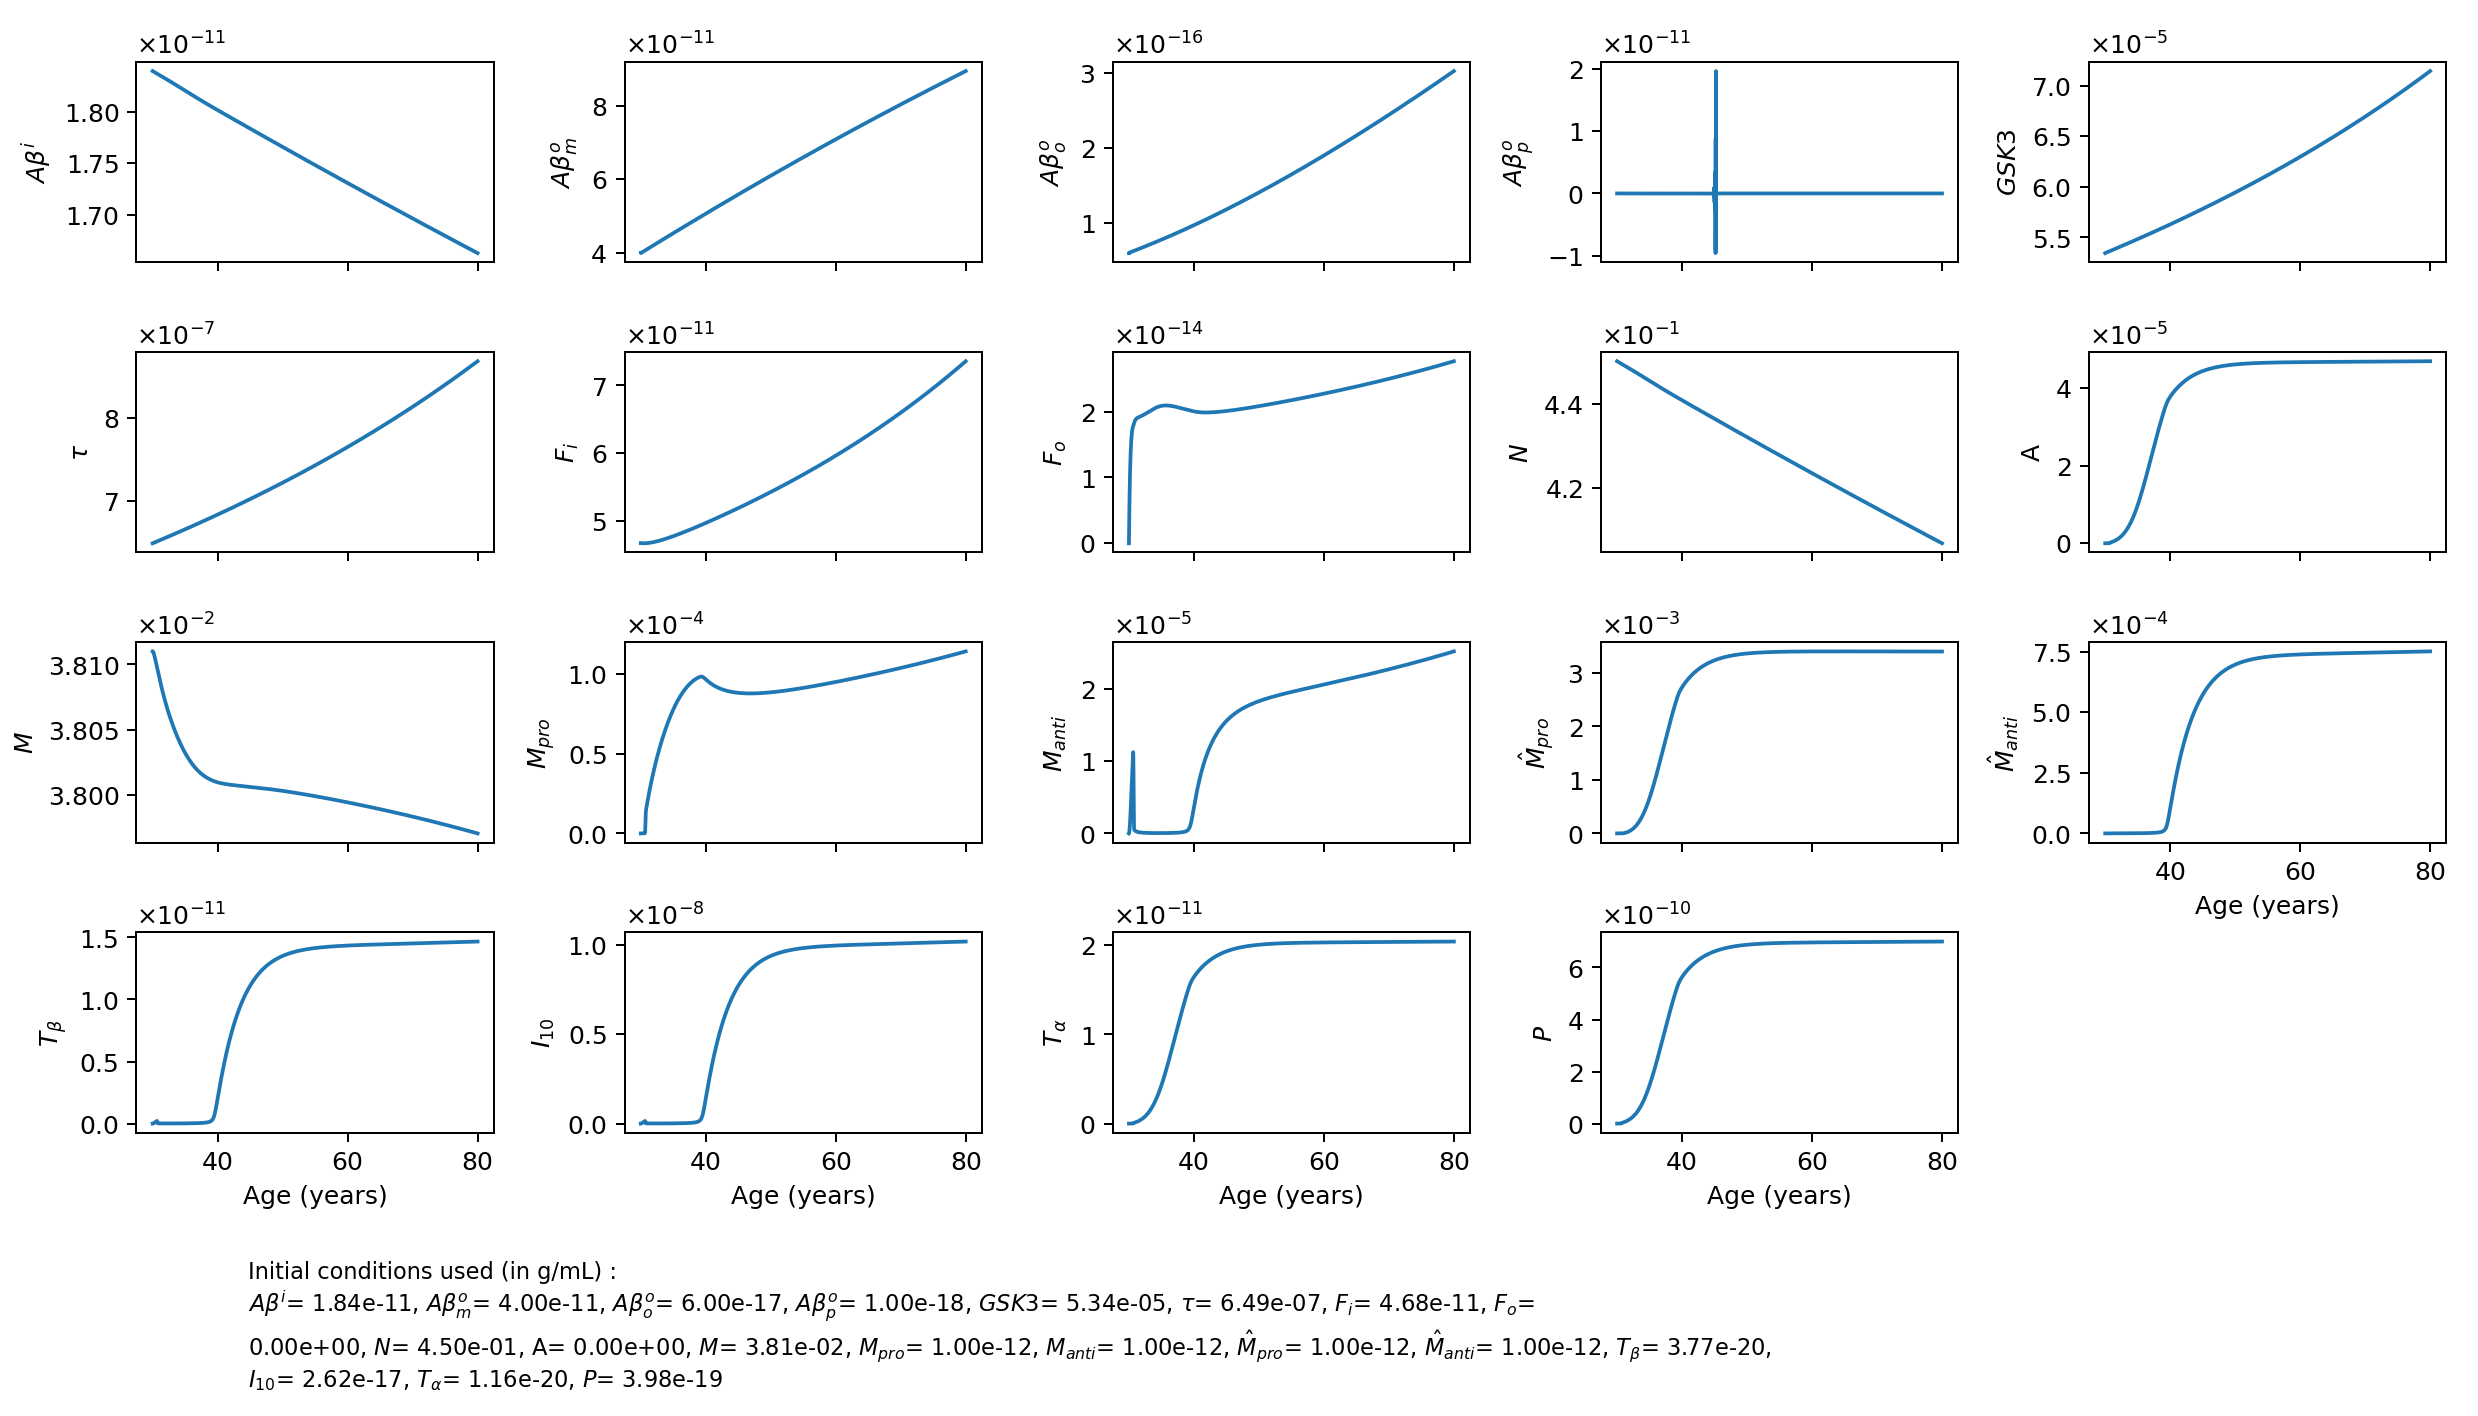 ×10⁻¹¹ ×10⁻¹¹ ×10⁻¹⁶ ×10⁻¹¹ ×10⁻⁵
Aβⁱ 1.80 1.75 1.70
Aβₘᵒ 8 6 4
Aβₒᵒ 3 2 1
Aβₚᵒ 2 1 0 −1
GSK3 7.0 6.5 6.0 5.5
×10⁻⁷ ×10⁻¹¹ ×10⁻¹⁴ ×10⁻¹ ×10⁻⁵
τ 8 7
Fᵢ 7 6 5
Fₒ 2 1 0
N 4.4 4.2
A 4 2 0
×10⁻² ×10⁻⁴ ×10⁻⁵ ×10⁻³ ×10⁻⁴
M 3.810 3.805 3.800
M_pro 1.0 0.5 0.0
M_anti 2 1 0
M̂_pro 3 2 1 0
M̂_anti 7.5 5.0 2.5 0.0
40 60 80
Age (years)
×10⁻¹¹ ×10⁻⁸ ×10⁻¹¹ ×10⁻¹⁰
T_β 1.5 1.0 0.5 0.0
I₁₀ 1.0 0.5 0.0
T_α 2 1 0
P 6 4 2 0
40 60 80 40 60 80 40 60 80 40 60 80
Age (years) Age (years) Age (years) Age (years)
Initial conditions used (in g/mL) :
Aβⁱ= 1.84e-11, Aβₘᵒ= 4.00e-11, Aβₒᵒ= 6.00e-17, Aβₚᵒ= 1.00e-18, GSK3= 5.34e-05, τ= 6.49e-07, Fᵢ= 4.68e-11, Fₒ=
0.00e+00, N= 4.50e-01, A= 0.00e+00, M= 3.81e-02, M_pro= 1.00e-12, M_anti= 1.00e-12, M̂_pro= 1.00e-12, M̂_anti= 1.00e-12, T_β= 3.77e-20,
I₁₀= 2.62e-17, T_α= 1.16e-20, P= 3.98e-19